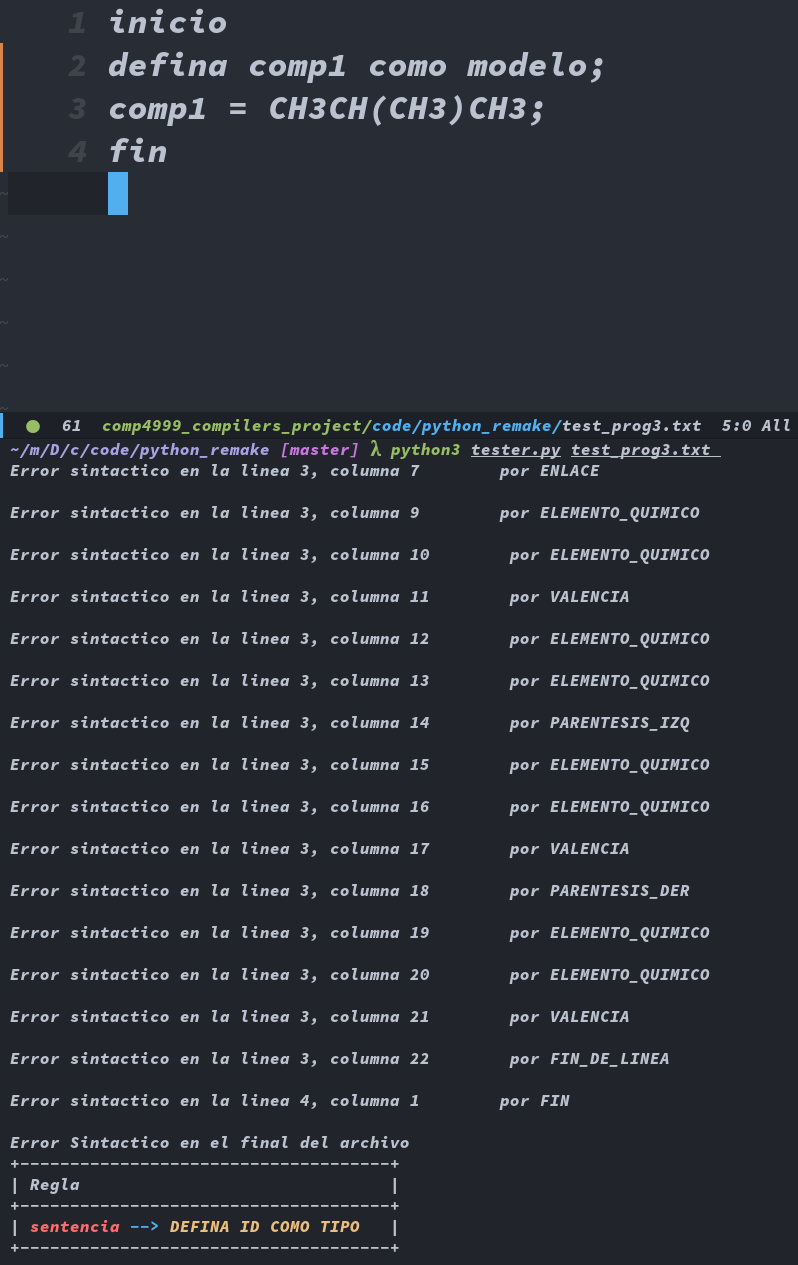 1 inicio
2 defina comp1 como modelo;
3 comp1 = CH3CH(CH3)CH3;
4 fin
~
~
~
~
~
~
61 comp4999_compilers_project/code/python_remake/test_prog3.txt 5:0 All
~/m/D/c/code/python_remake [master] λ python3 tester.py test_prog3.txt
Error sintactico en la linea 3, columna 7 por ENLACE
Error sintactico en la linea 3, columna 9 por ELEMENTO_QUIMICO
Error sintactico en la linea 3, columna 10 por ELEMENTO_QUIMICO
Error sintactico en la linea 3, columna 11 por VALENCIA
Error sintactico en la linea 3, columna 12 por ELEMENTO_QUIMICO
Error sintactico en la linea 3, columna 13 por ELEMENTO_QUIMICO
Error sintactico en la linea 3, columna 14 por PARENTESIS_IZQ
Error sintactico en la linea 3, columna 15 por ELEMENTO_QUIMICO
Error sintactico en la linea 3, columna 16 por ELEMENTO_QUIMICO
Error sintactico en la linea 3, columna 17 por VALENCIA
Error sintactico en la linea 3, columna 18 por PARENTESIS_DER
Error sintactico en la linea 3, columna 19 por ELEMENTO_QUIMICO
Error sintactico en la linea 3, columna 20 por ELEMENTO_QUIMICO
Error sintactico en la linea 3, columna 21 por VALENCIA
Error sintactico en la linea 3, columna 22 por FIN_DE_LINEA
Error sintactico en la linea 4, columna 1 por FIN
Error Sintactico en el final del archivo
+-------------------------------------+
| Regla                               |
+-------------------------------------+
| sentencia --> DEFINA ID COMO TIPO   |
+-------------------------------------+